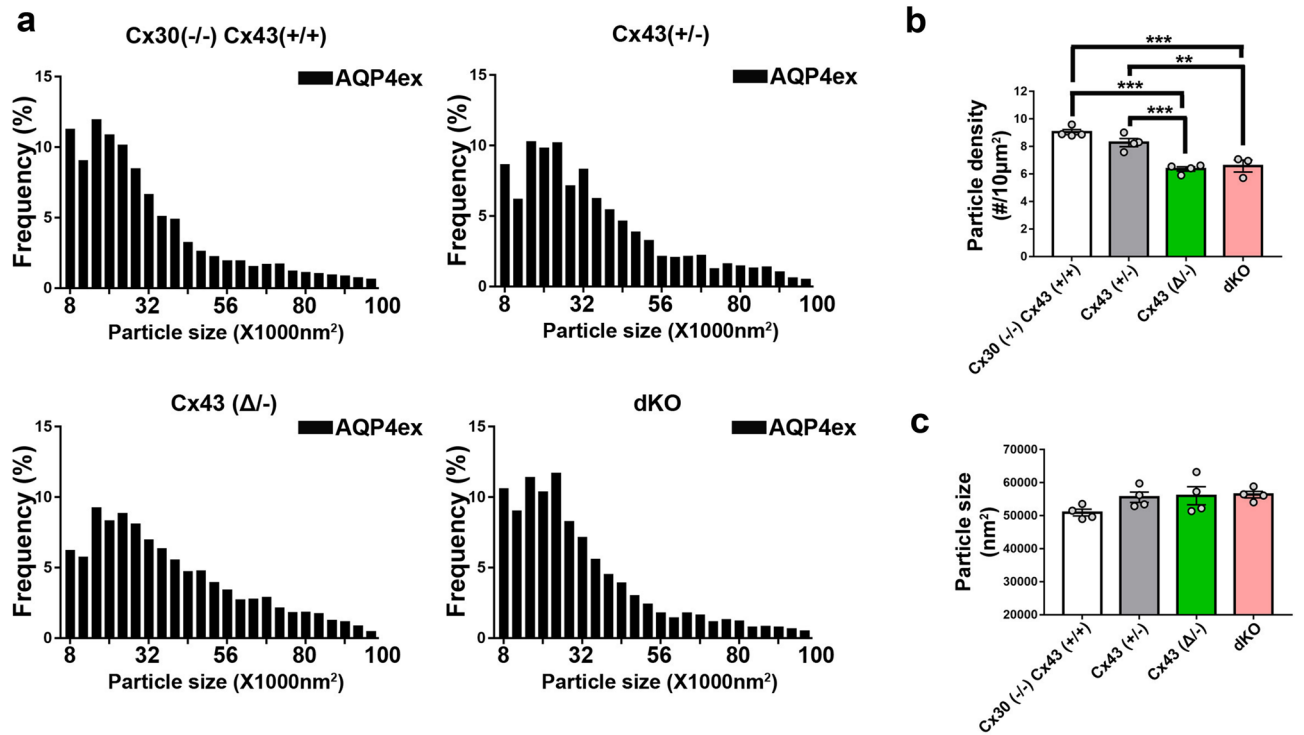 a
Cx30(-/-) Cx43(+/+)
AQP4ex
Frequency (%)
15
10
5
0
8 32 56 80 100
Particle size (X1000nm²)
Cx43(+/-)
AQP4ex
Frequency (%)
15
10
5
0
8 32 56 80 100
Particle size (X1000nm²)
Cx43 (Δ/-)
AQP4ex
Frequency (%)
15
10
5
0
8 32 56 80 100
Particle size (X1000nm²)
dKO
AQP4ex
Frequency (%)
15
10
5
0
8 32 56 80 100
Particle size (X1000nm²)
b
***
**
***
***
Particle density
(#/10µm²)
12
10
8
6
4
2
0
Cx30 (-/-) Cx43 (+/+)
Cx43 (+/-)
Cx43 (Δ/-)
dKO
c
Particle size
(nm²)
70000
60000
50000
40000
30000
20000
Cx30 (-/-) Cx43 (+/+)
Cx43 (+/-)
Cx43 (Δ/-)
dKO